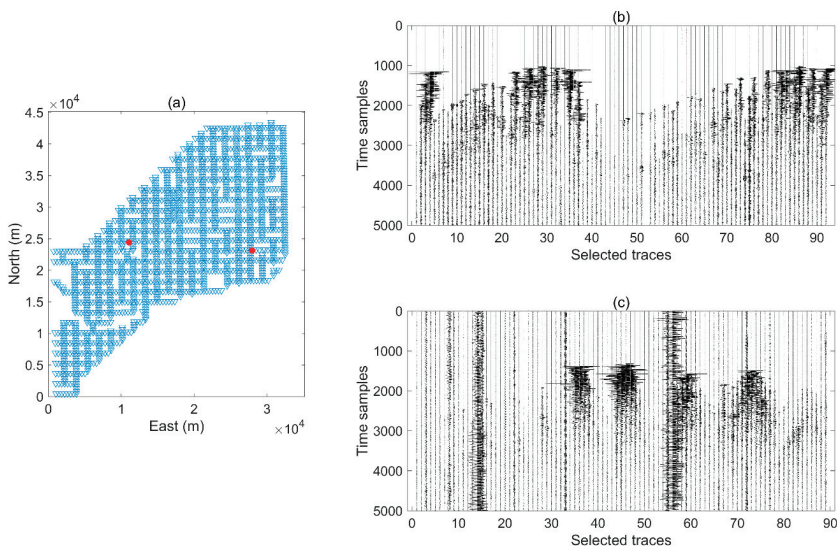 (a)
×10⁴
4.5
4
3.5
3
2.5
2
1.5
1
0.5
0
North (m)
0 1 2 3
East (m)
×10⁴
(b)
0
1000
2000
3000
4000
5000
Time samples
0 10 20 30 40 50 60 70 80 90
Selected traces
(c)
0
1000
2000
3000
4000
5000
Time samples
0 10 20 30 40 50 60 70 80 90
Selected traces